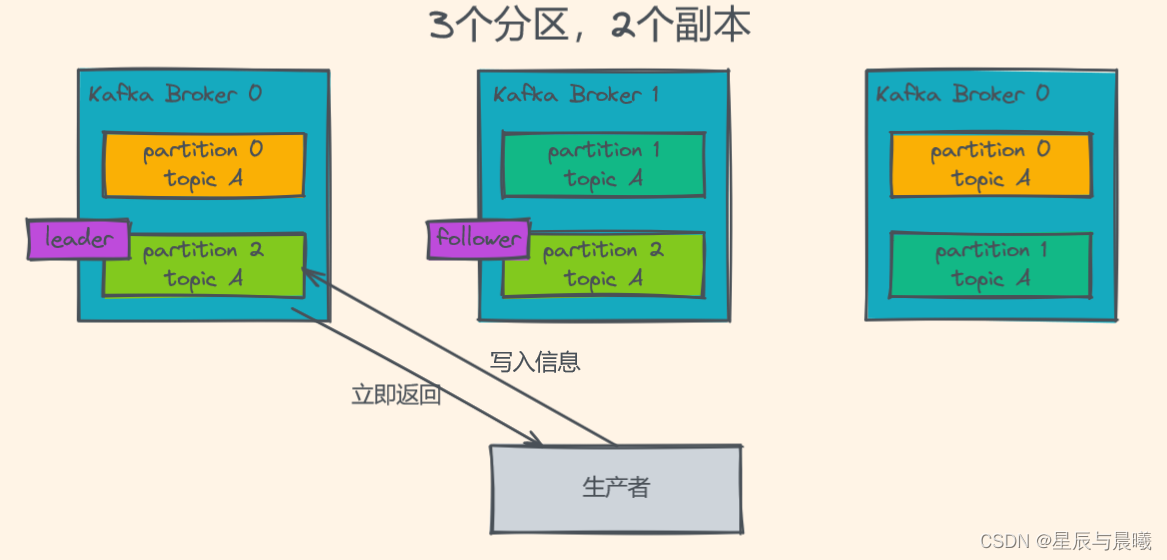 3个分区，2个副本
Kafka Broker 0
partition 0
topic A
leader
partition 2
topic A
Kafka Broker 1
partition 1
topic A
follower
partition 2
topic A
Kafka Broker 0
partition 0
topic A
partition 1
topic A
写入信息
立即返回
生产者
CSDN @星辰与晨曦